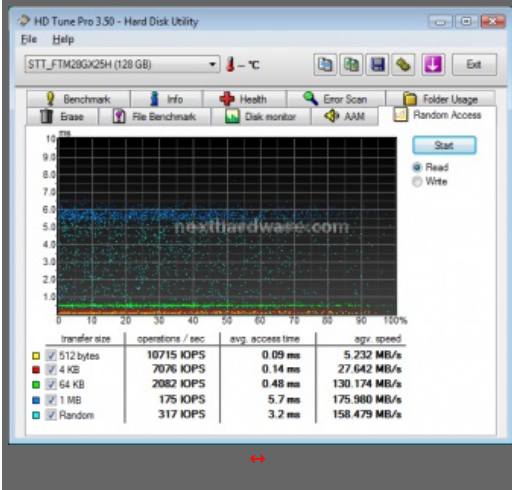 HD Tune Pro 3.50 - Hard Disk Utility
File Help
STT_FTM28GX25H (128 GB) – °C Exit
Benchmark Info Health Error Scan Folder Usage
Erase File Benchmark Disk monitor AAM Random Access
ms
10
9.0
8.0
7.0
6.0
5.0
4.0
3.0
2.0
1.0
0 10 20 30 40 50 60 70 80 90 100%
nexthardware.com
Start
Read
Write
transfer size operations / sec avg. access time agv. speed
512 bytes 10715 IOPS 0.09 ms 5.232 MB/s
4 KB 7076 IOPS 0.14 ms 27.642 MB/s
64 KB 2082 IOPS 0.48 ms 130.174 MB/s
1 MB 175 IOPS 5.7 ms 175.980 MB/s
Random 317 IOPS 3.2 ms 158.479 MB/s